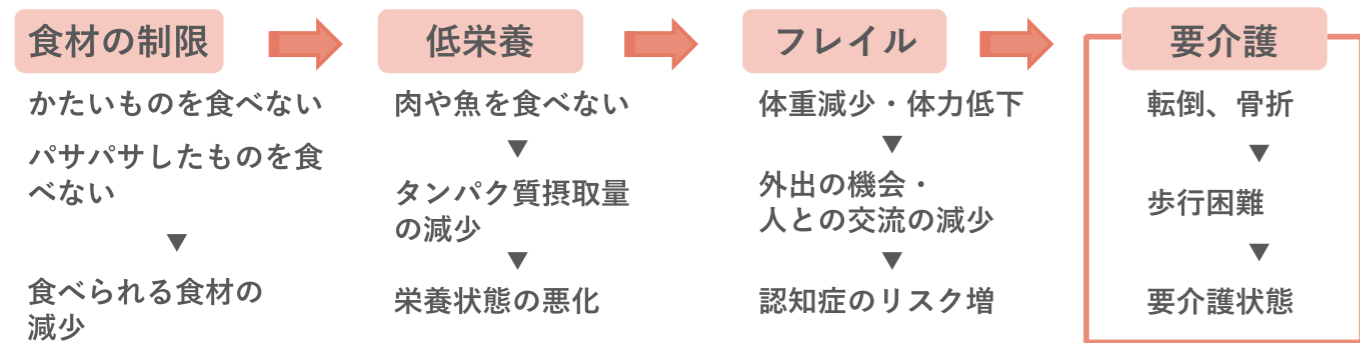 食材の制限
かたいものを食べない
パサパサしたものを食
べない
▼
食べられる食材の
減少
低栄養
肉や魚を食べない
▼
タンパク質摂取量
の減少
▼
栄養状態の悪化
フレイル
体重減少・体力低下
▼
外出の機会・
人との交流の減少
▼
認知症のリスク増
要介護
転倒、骨折
▼
歩行困難
▼
要介護状態